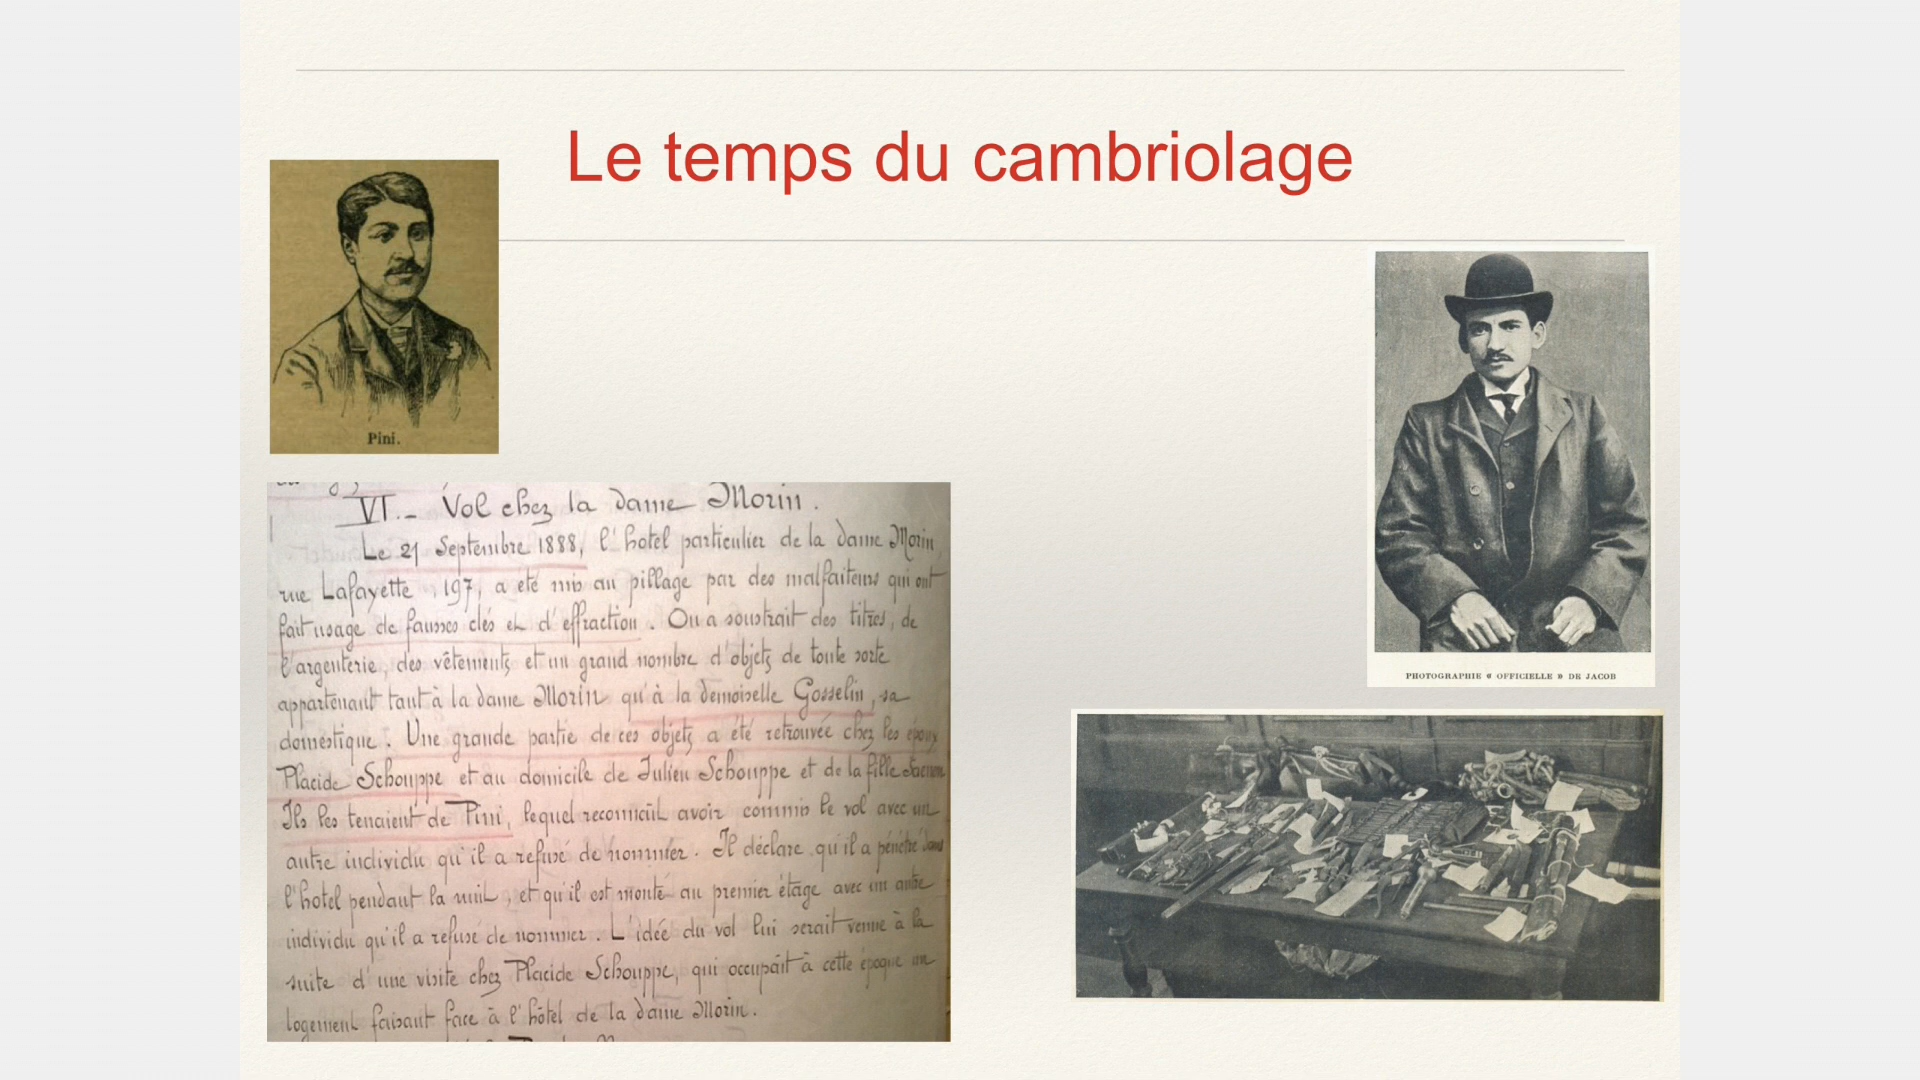 Le temps du cambriolage
Pini.
VI. - Vol chez la dame Morin.
Le 21 Septembre 1888, l'hotel particulier de la dame Morin,
rue Lafayette, 197, a été mis au pillage par des malfaiteurs qui ont
fait usage de fausses clés et d'effraction. On a soustrait des titres, de
l'argenterie, des vêtements et un grand nombre d'objets de toute sorte
appartenant tant à la dame Morin qu'à la demoiselle Gosselin, sa
domestique. Une grande partie de ces objets a été retrouvée chez les époux
Placide Schouppe et au domicile de Julien Schouppe et de la fille
Ils les tenaient de Pini, lequel reconnaît avoir commis le vol avec un
autre individu qu'il a refusé de nommer. Il déclare qu'il a pénétré dans
l'hotel pendant la nuit, et qu'il est monté au premier étage avec un autre
individu qu'il a refusé de nommer. L'idée du vol lui serait venue à la
suite d'une visite chez Placide Schouppe, qui occupait à cette époque un
logement faisant face à l'hôtel de la dame Morin.
PHOTOGRAPHIE « OFFICIELLE » DE JACOB